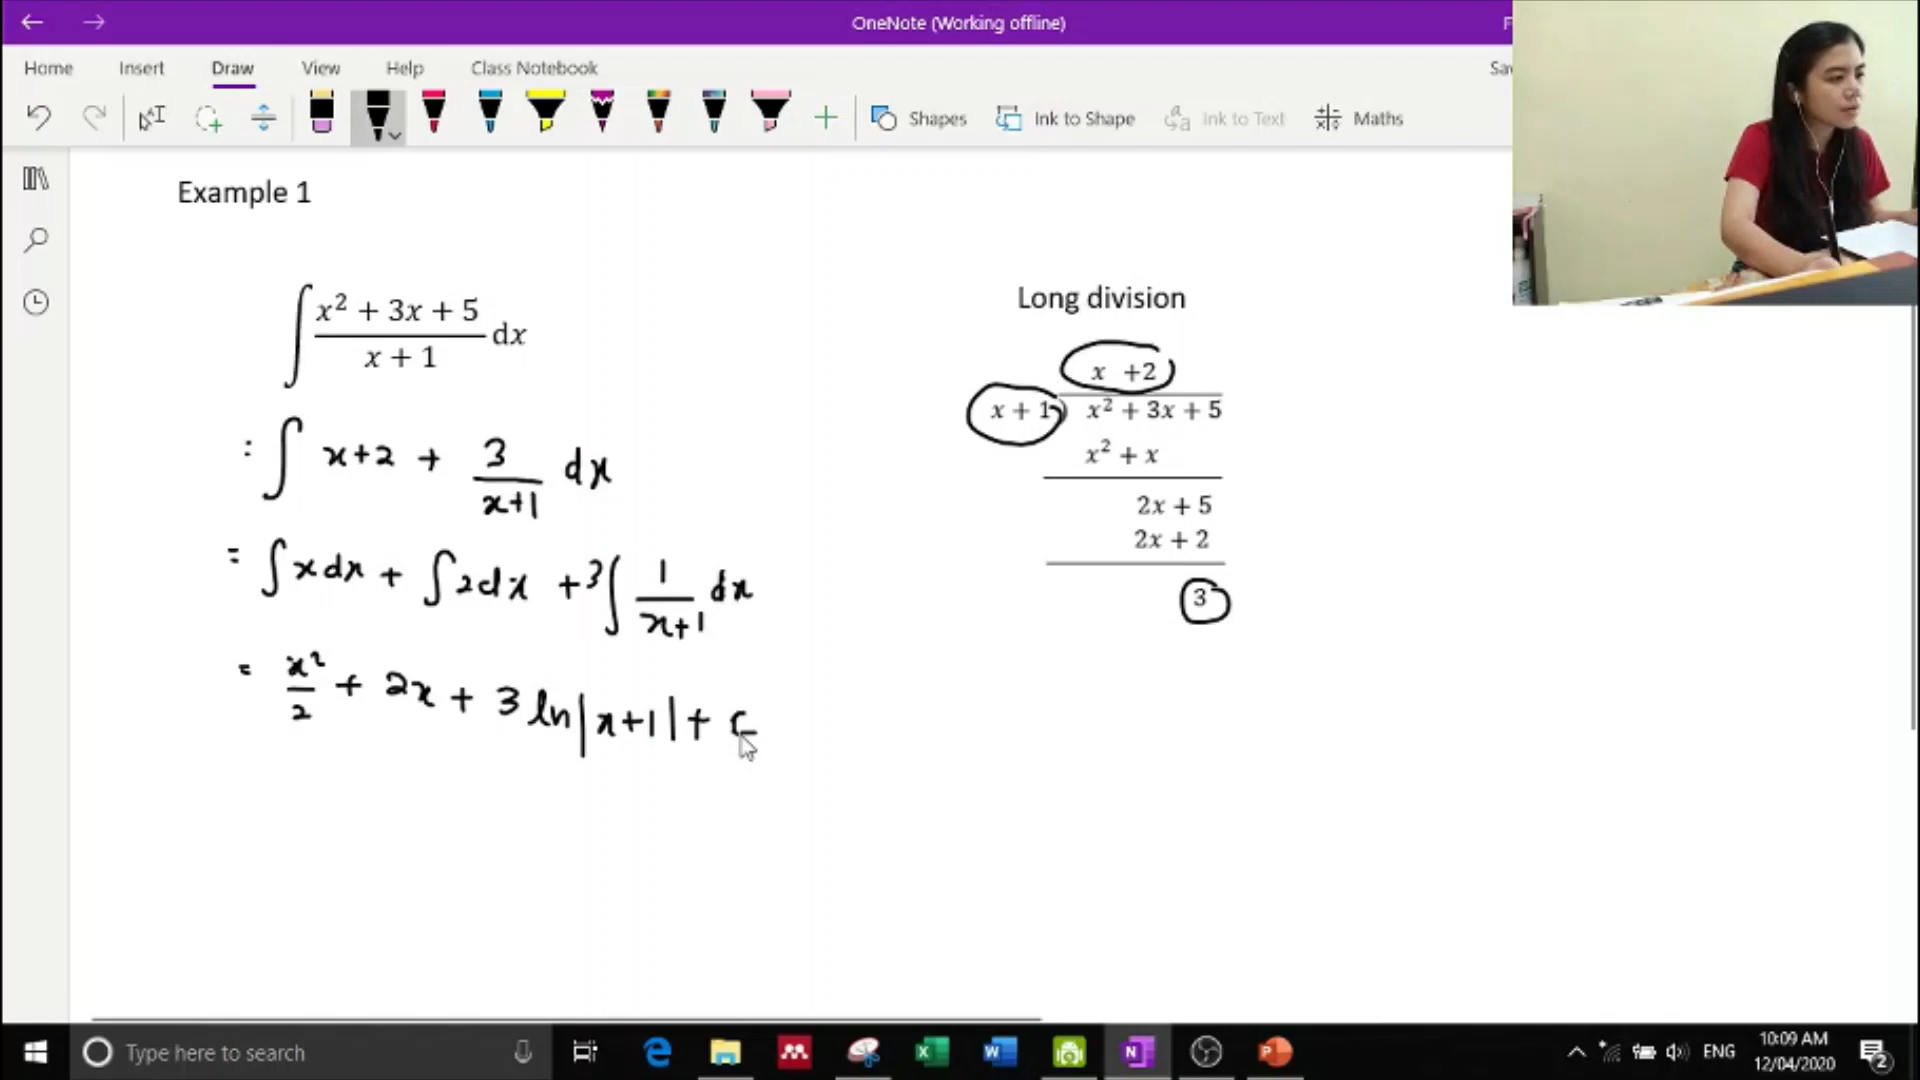 OneNote (Working offline)
Home Insert Draw View Help Class Notebook
Shapes Ink to Shape Ink to Text Maths
Example 1
∫ (x² + 3x + 5)/(x + 1) dx
= ∫ x+2 + 3/(x+1) dx
= ∫ x dx + ∫ 2 dx + 3 ∫ 1/(x+1) dx
= x²/2 + 2x + 3 ln|x+1| + c
Long division
x +2
x + 1) x² + 3x + 5
x² + x
2x + 5
2x + 2
3
Type here to search
ENG
10:09 AM
12/04/2020
2